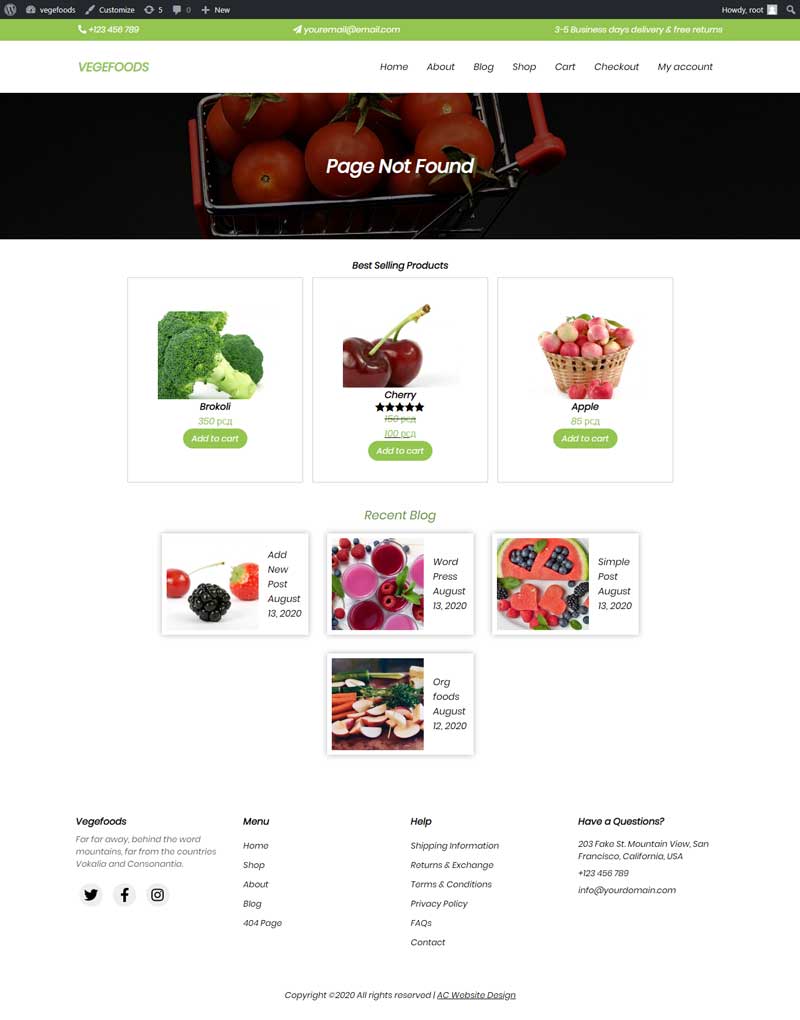 vegefoods Customize 5 0 New Howdy, root
+123 456 789 youremail@email.com 3-5 Business days delivery & free returns
VEGEFOODS Home About Blog Shop Cart Checkout My account
Page Not Found
Best Selling Products
Brokoli
350 рсд
Add to cart
Cherry
150 рсд
100 рсд
Add to cart
Apple
85 рсд
Add to cart
Recent Blog
Add
New
Post
August
13, 2020
Word
Press
August
13, 2020
Simple
Post
August
13, 2020
Org
foods
August
12, 2020
Vegefoods
Far far away, behind the word
mountains, far from the countries
Vokalia and Consonantia.
Menu
Home
Shop
About
Blog
404 Page
Help
Shipping Information
Returns & Exchange
Terms & Conditions
Privacy Policy
FAQs
Contact
Have a Questions?
203 Fake St. Mountain View, San
Francisco, California, USA
+123 456 789
info@yourdomain.com
Copyright ©2020 All rights reserved | AC Website Design